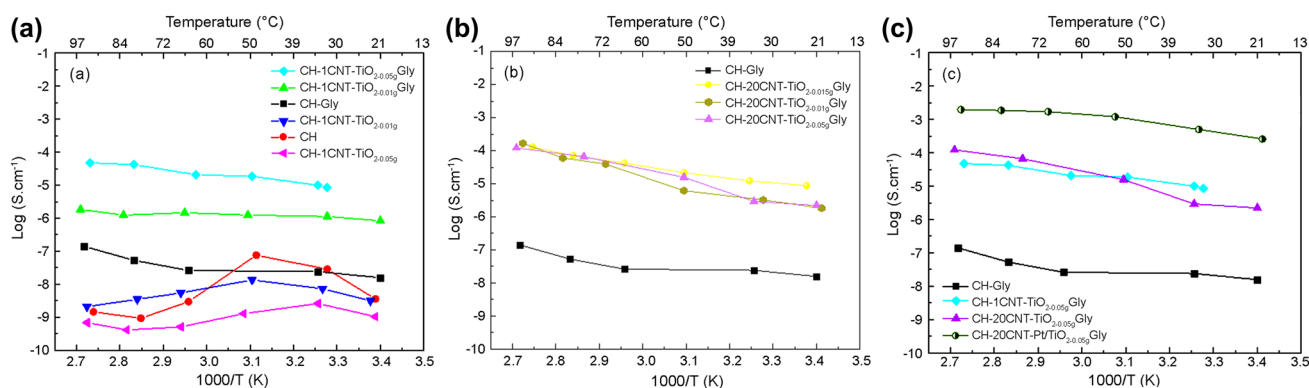 (a)
Temperature (°C)
97 84 72 60 50 39 30 21 13
(a)
CH-1CNT-TiO2-0.05gGly
CH-1CNT-TiO2-0.01gGly
CH-Gly
CH-1CNT-TiO2-0.01g
CH
CH-1CNT-TiO2-0.05g
Log (S.cm⁻¹)
-1
-2
-3
-4
-5
-6
-7
-8
-9
-10
2.7 2.8 2.9 3.0 3.1 3.2 3.3 3.4 3.5
1000/T (K)
(b)
Temperature (°C)
97 84 72 60 50 39 30 21 13
(b)
CH-Gly
CH-20CNT-TiO2-0.015gGly
CH-20CNT-TiO2-0.01gGly
CH-20CNT-TiO2-0.05gGly
Log (S.cm⁻¹)
-1
-2
-3
-4
-5
-6
-7
-8
-9
-10
2.6 2.7 2.8 2.9 3.0 3.1 3.2 3.3 3.4 3.5
1000/T (K)
(c)
Temperature (°C)
97 84 72 60 50 39 30 21 13
(c)
Log (S.cm⁻¹)
-1
-2
-3
-4
-5
-6
-7
-8
-9
-10
CH-Gly
CH-1CNT-TiO2-0.05gGly
CH-20CNT-TiO2-0.05gGly
CH-20CNT-Pt/TiO2-0.05gGly
2.7 2.8 2.9 3.0 3.1 3.2 3.3 3.4 3.5
1000/T (K)